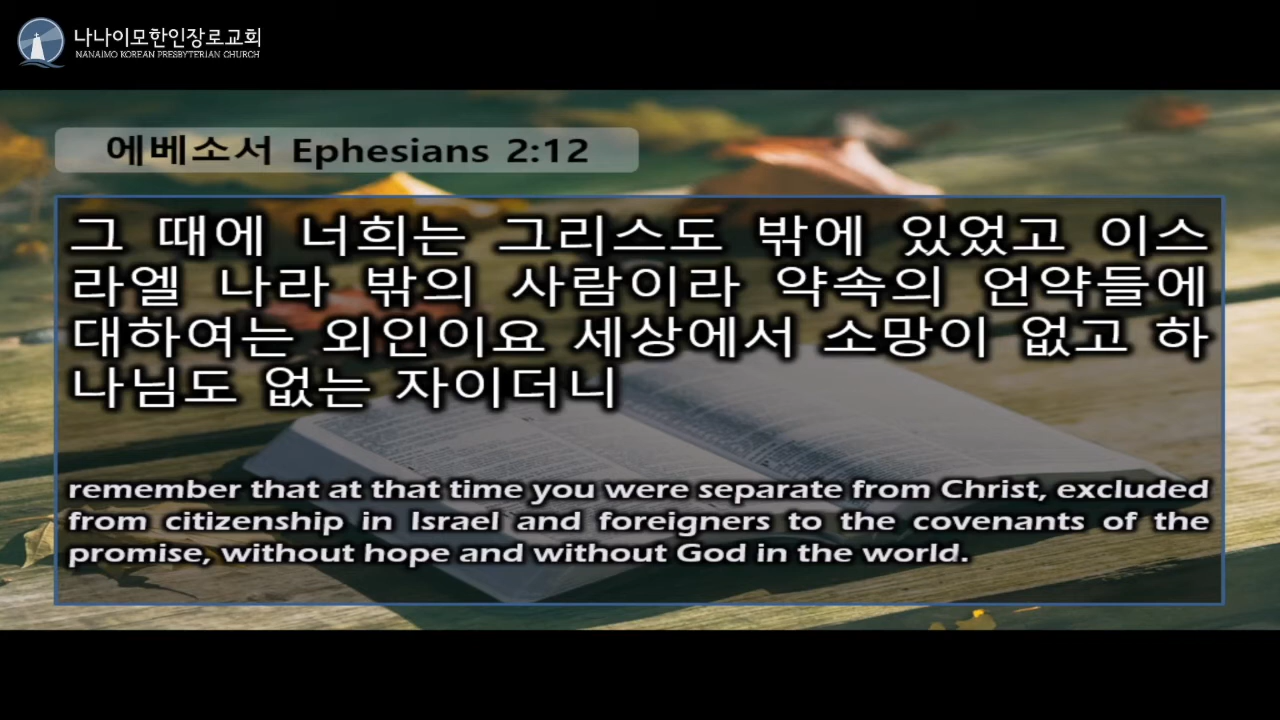 나나이모한인장로교회
NANAIMO KOREAN PRESBYTERIAN CHURCH
에베소서 Ephesians 2:12
그 때에 너희는 그리스도 밖에 있었고 이스
라엘 나라 밖의 사람이라 약속의 언약들에
대하여는 외인이요 세상에서 소망이 없고 하
나님도 없는 자이더니
remember that at that time you were separate from Christ, excluded
from citizenship in Israel and foreigners to the covenants of the
promise, without hope and without God in the world.